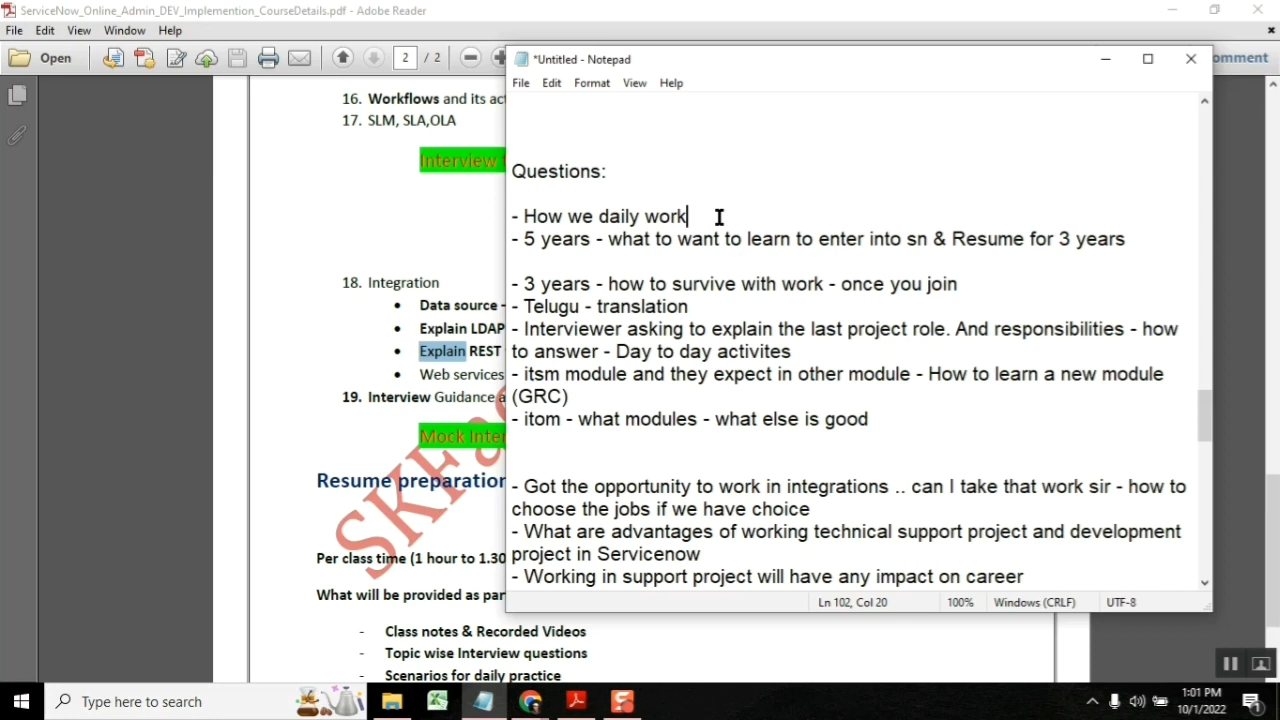 ServiceNow_Online_Admin_DEV_Implemention_CourseDetails.pdf - Adobe Reader
File Edit View Window Help
Open 2 / 2 omment
*Untitled - Notepad
File Edit Format View Help
16. Workflows and its act
17. SLM, SLA,OLA
Interview
Questions:
- How we daily work
- 5 years - what to want to learn to enter into sn & Resume for 3 years
18. Integration
- 3 years - how to survive with work - once you join
• Data source -
- Telugu - translation
• Explain LDAP
- Interviewer asking to explain the last project role. And responsibilities - how
• Explain REST
to answer - Day to day activites
• Web services
- itsm module and they expect in other module - How to learn a new module
19. Interview Guidance a
(GRC)
- itom - what modules - what else is good
Mock Inter
Resume preparation
- Got the opportunity to work in integrations .. can I take that work sir - how to
choose the jobs if we have choice
- What are advantages of working technical support project and development
project in Servicenow
- Working in support project will have any impact on career
SKFac
Per class time (1 hour to 1.30
What will be provided as par
Ln 102, Col 20 100% Windows (CRLF) UTF-8
- Class notes & Recorded Videos
- Topic wise Interview questions
- Scenarios for daily practice
Type here to search
1:01 PM
10/1/2022
1